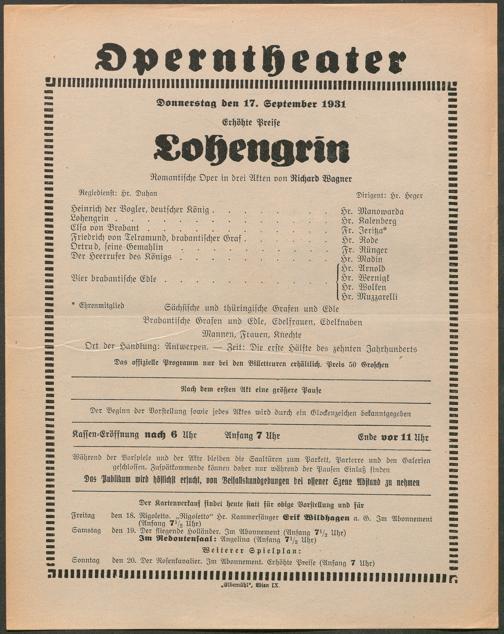 Operntheater
Donnerstag den 17. September 1931
Erhöhte Preise
Lohengrin
Romantische Oper in drei Akten von Richard Wagner
Regiedienst: Hr. Duhan Dirigent: Hr. Heger
Heinrich der Vogler, deutscher König . . . . . . . . Hr. Manowarda
Lohengrin . . . . . . . . Hr. Kalenberg
Elsa von Brabant . . . . . . . . Fr. Jeritza*
Friedrich von Telramund, brabantischer Graf . . . . . . . . Hr. Rode
Ortrud, seine Gemahlin . . . . . . . . Fr. Rünger
Der Heerrufer des Königs . . . . . . . . Hr. Madin
Vier brabantische Edle . . . . . . . . Hr. Arnold
Hr. Wernigk
Hr. Wolken
Hr. Muzzarelli
* Ehrenmitglied Sächsische und thüringische Grafen und Edle
Brabantische Grafen und Edle, Edelfrauen, Edelknaben
Mannen, Frauen, Knechte
Ort der Handlung: Antwerpen. — Zeit: Die erste Hälfte des zehnten Jahrhunderts
Das offizielle Programm nur bei den Billetteuren erhältlich. Preis 50 Groschen
Nach dem ersten Akt eine größere Pause
Der Beginn der Vorstellung sowie jedes Aktes wird durch ein Glockenzeichen bekanntgegeben
Kassen-Eröffnung nach 6 Uhr Anfang 7 Uhr Ende vor 11 Uhr
Während der Vorspiele und der Akte bleiben die Saaltüren zum Parkett, Parterre und den Galerien
geschlossen. Zuspätkommende können daher nur während der Pausen Einlaß finden
Das Publikum wird höflichst ersucht, von Beifallskundgebungen bei offener Szene Abstand zu nehmen
Der Kartenverkauf findet heute statt für obige Vorstellung und für
Freitag den 18. Rigoletto. „Rigoletto“ Hr. Kammersänger Erik Wildhagen a. G. Im Abonnement
(Anfang 7½ Uhr)
Samstag den 19. Der fliegende Holländer. Im Abonnement (Anfang 7½ Uhr)
Im Redoutensaal: Angelina (Anfang 7½ Uhr)
Weiterer Spielplan:
Sonntag den 20. Der Rosenkavalier. Im Abonnement. Erhöhte Preise (Anfang 7 Uhr)
„Elbemühl“, Wien IX.